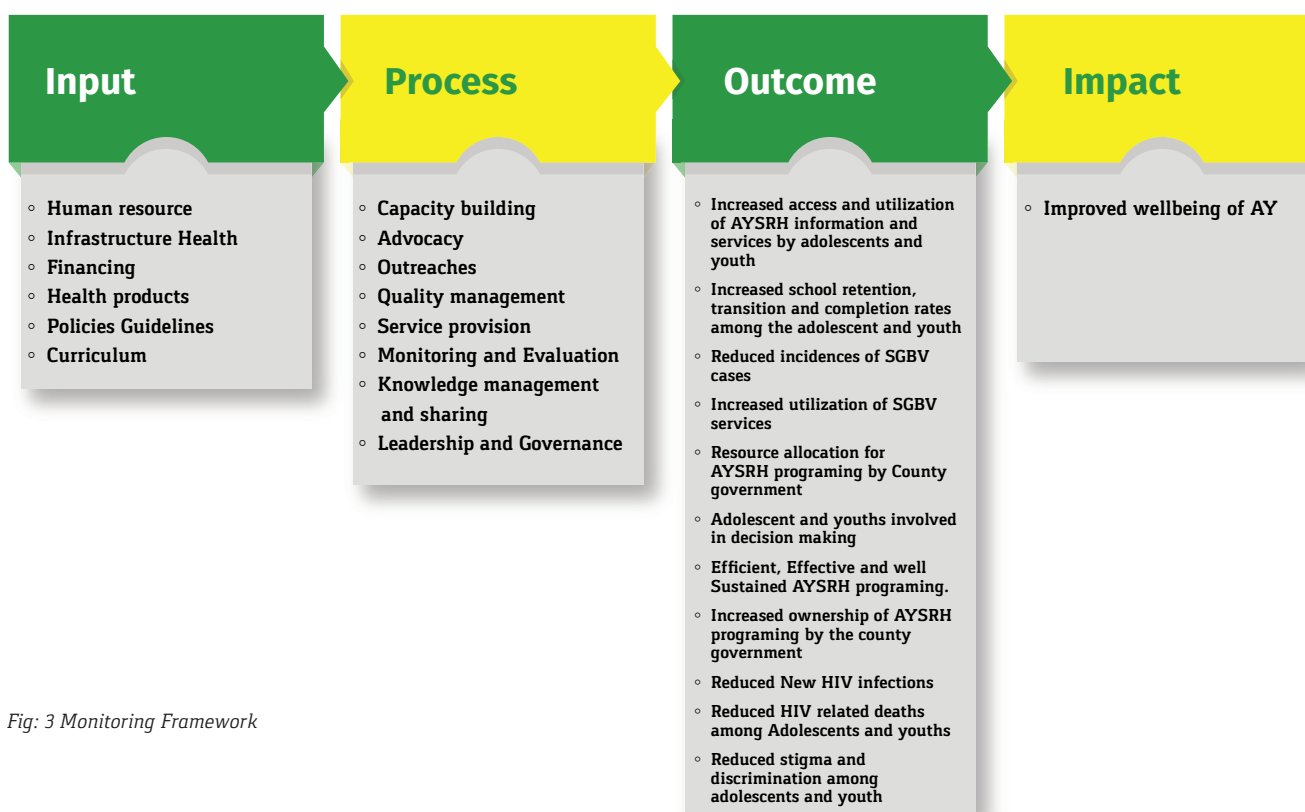 Input
◦ Human resource
◦ Infrastructure Health
◦ Financing
◦ Health products
◦ Policies Guidelines
◦ Curriculum
Process
◦ Capacity building
◦ Advocacy
◦ Outreaches
◦ Quality management
◦ Service provision
◦ Monitoring and Evaluation
◦ Knowledge management
and sharing
◦ Leadership and Governance
Outcome
◦ Increased access and utilization
of AYSRH information and
services by adolescents and
youth
◦ Increased school retention,
transition and completion rates
among the adolescent and youth
◦ Reduced incidences of SGBV
cases
◦ Increased utilization of SGBV
services
◦ Resource allocation for
AYSRH programing by County
government
◦ Adolescent and youths involved
in decision making
◦ Efficient, Effective and well
Sustained AYSRH programing.
◦ Increased ownership of AYSRH
programing by the county
government
◦ Reduced New HIV infections
◦ Reduced HIV related deaths
among Adolescents and youths
◦ Reduced stigma and
discrimination among
adolescents and youth
Impact
◦ Improved wellbeing of AY
Fig: 3 Monitoring Framework